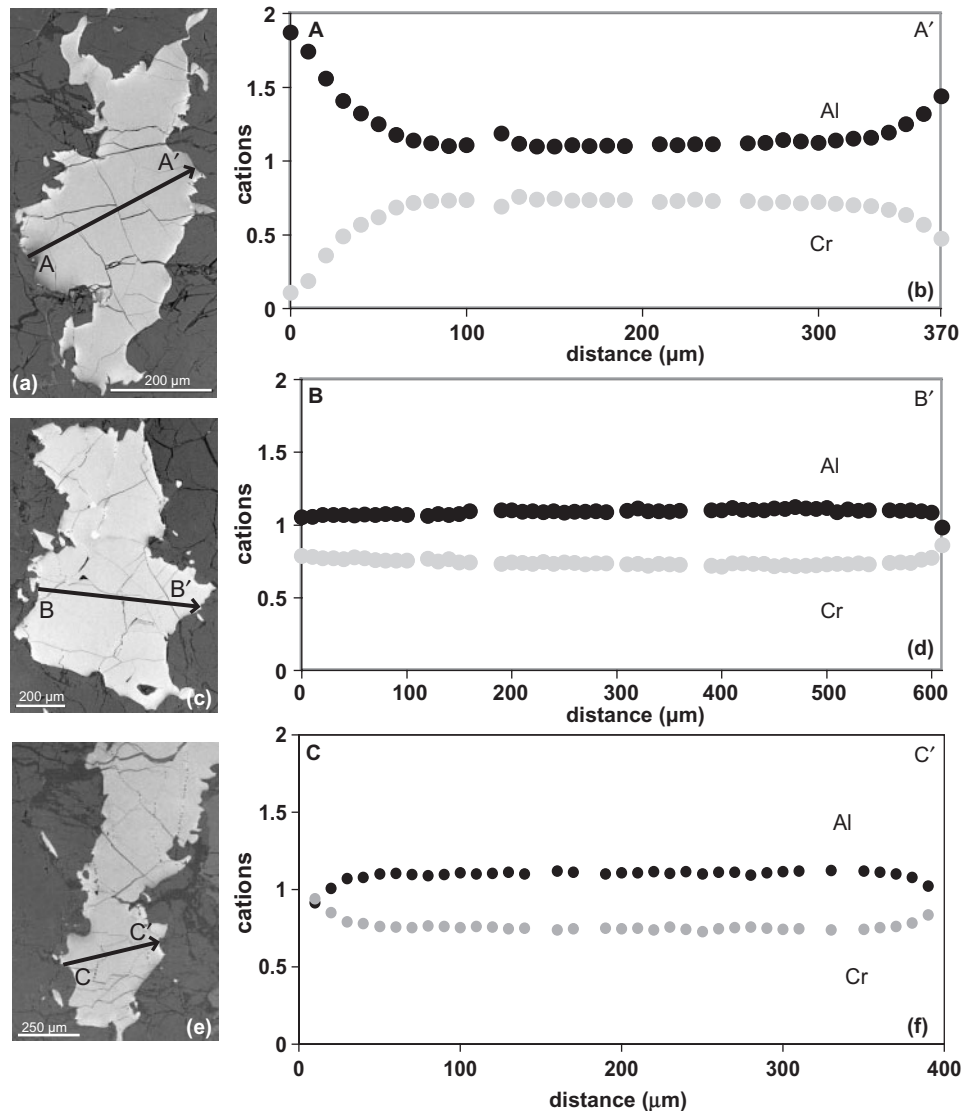 A′
A
200 µm
(a)
2
1.5
1
0.5
0
cations
A
A′
Al
Cr
(b)
0
100
200
300
370
distance (µm)
B
B′
200 µm
(c)
2
1.5
1
0.5
0
cations
B
B′
Al
Cr
(d)
0
100
200
300
400
500
600
distance (µm)
C
C′
250 µm
(e)
2
1.5
1
0.5
0
cations
C
C′
Al
Cr
(f)
0
100
200
300
400
distance (µm)